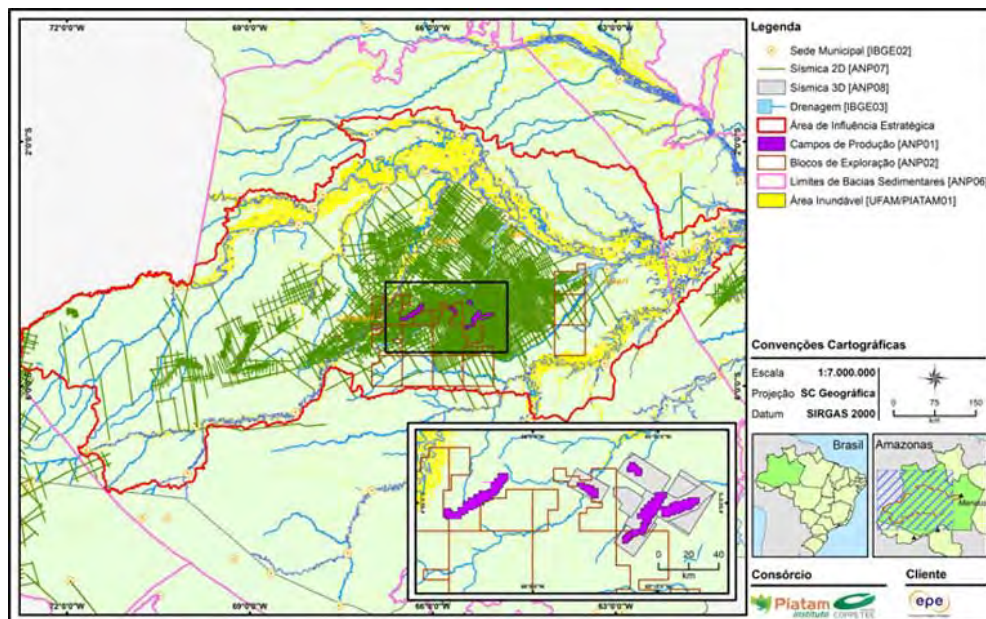 72°0'0"W
69°0'0"W
66°0'0"W
63°0'0"W
Legenda
Sede Municipal [IBGE02]
Sísmica 2D [ANP07]
Sísmica 3D [ANP08]
Drenagem [IBGE03]
Área de Influência Estratégica
Campos de Produção [ANP01]
Blocos de Exploração [ANP02]
Limites de Bacias Sedimentares [ANP06]
Área Inundável [UFAM/PIATAM01]
Convenções Cartográficas
Escala 1:7.000.000
Projeção SC Geográfica
Datum SIRGAS 2000
0 75 150
km
Brasil
Amazonas
Manaus
0 20 40
km
72°0'0"W
69°0'0"W
66°0'0"W
63°0'0"W
Consórcio
Cliente
Piatam
instituto
COPPETEC
epe